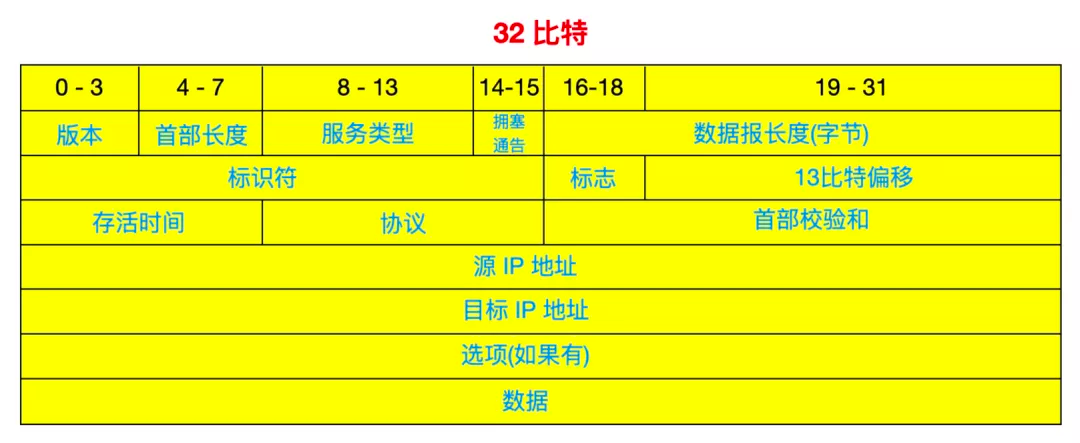 32 比特
0 - 3 4 - 7 8 - 13 14-15 16-18 19 - 31
版本 首部长度 服务类型 拥塞通告 数据报长度(字节)
标识符 标志 13比特偏移
存活时间 协议 首部校验和
源 IP 地址
目标 IP 地址
选项(如果有)
数据